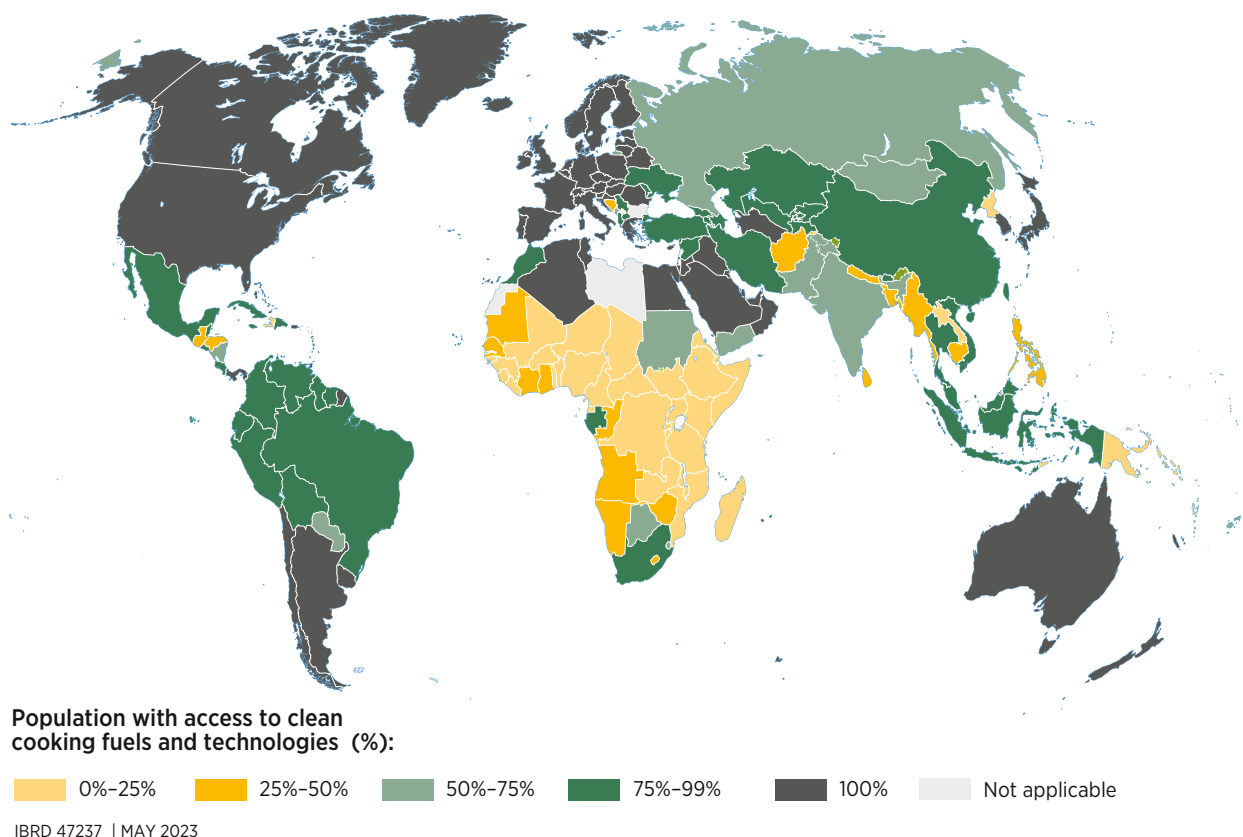 Population with access to clean
cooking fuels and technologies (%):
0%–25%
25%–50%
50%–75%
75%–99%
100%
Not applicable
IBRD 47237 | MAY 2023